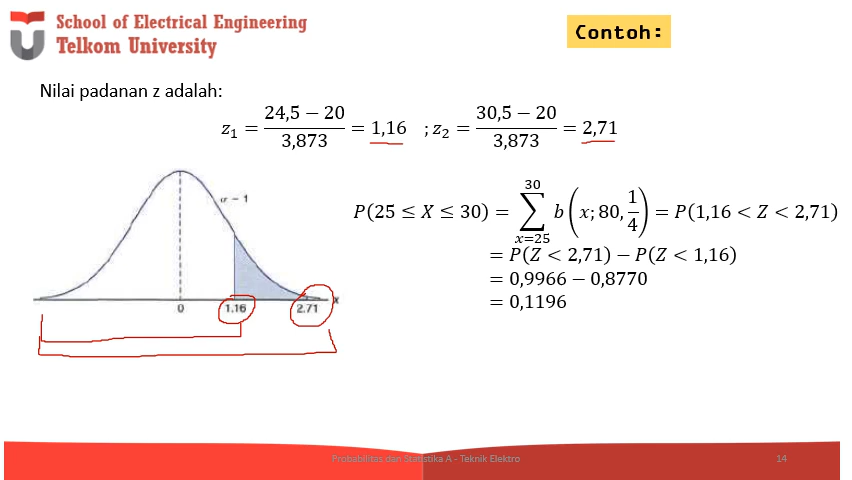 School of Electrical Engineering
Telkom University
Contoh:
Nilai padanan z adalah:
z₁ = (24,5 − 20)/3,873 = 1,16 ; z₂ = (30,5 − 20)/3,873 = 2,71
σ − 1
P(25 ≤ X ≤ 30) = ∑_{x=25}^{30} b(x; 80, 1/4) = P(1,16 < Z < 2,71)
= P(Z < 2,71) − P(Z < 1,16)
= 0,9966 − 0,8770
= 0,1196
0 1.16 2.71 x
Probabilitas dan Statistika A - Teknik Elektro
14